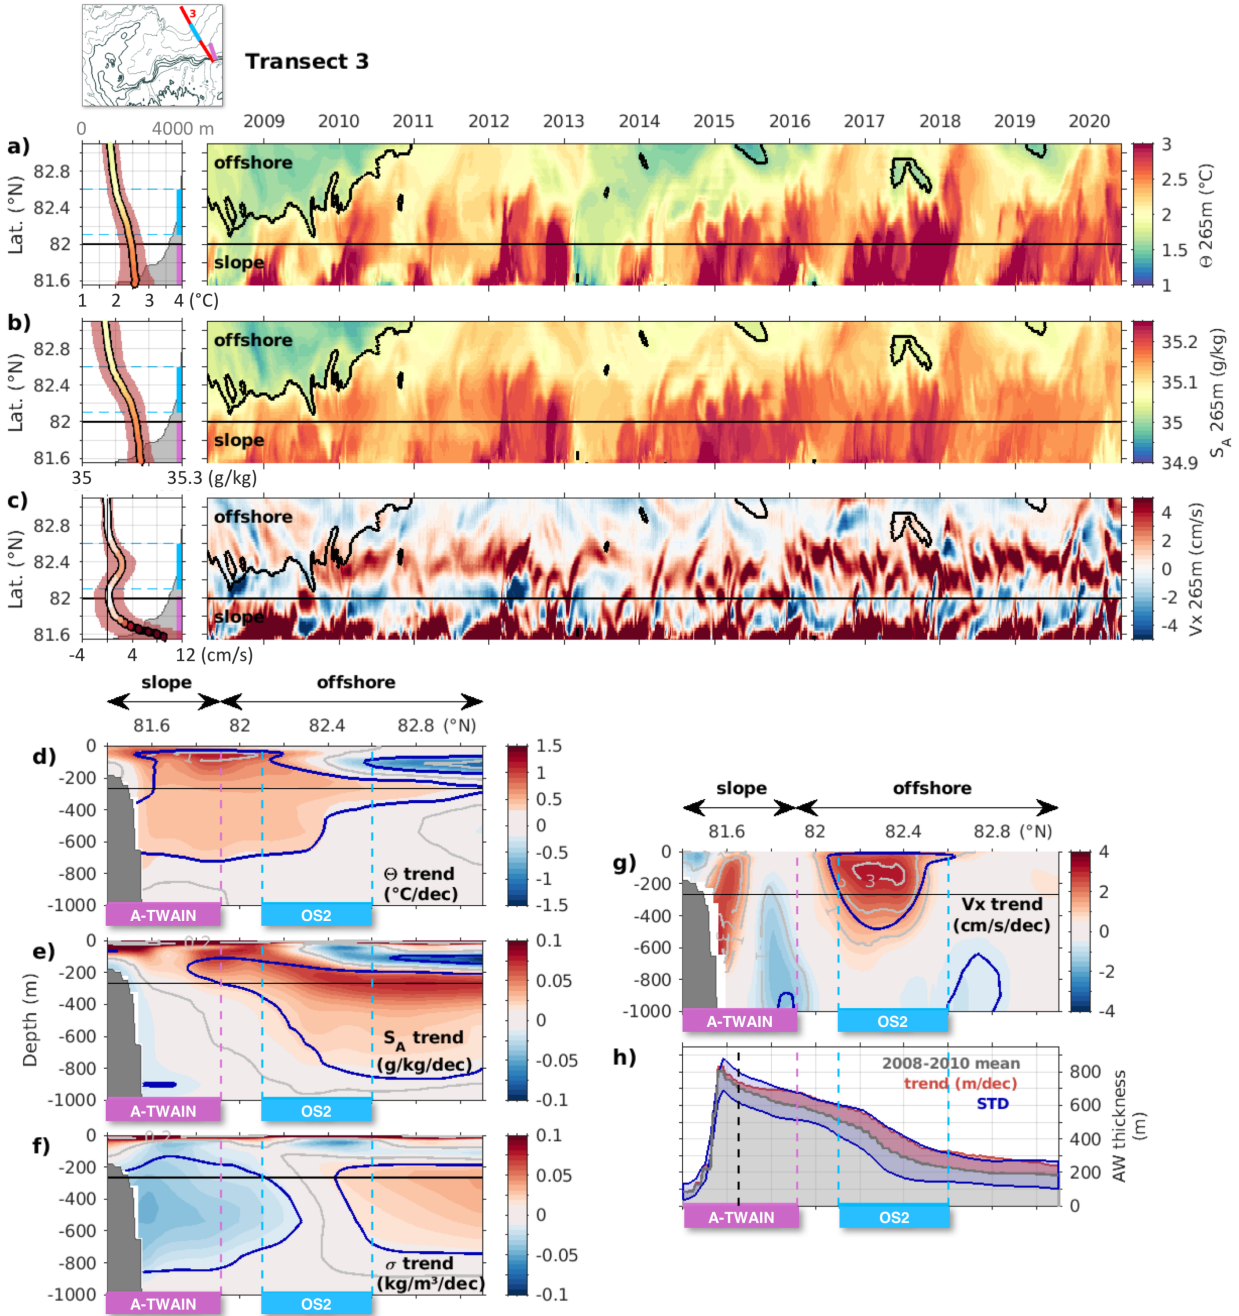 3
Transect 3
0 4000 m
2009 2010 2011 2012 2013 2014 2015 2016 2017 2018 2019 2020
a)
Lat. (°N)
82.8
82.4
82
81.6
1 2 3 4 (°C)
offshore
slope
3
2.5
2
1.5
1
Θ 265m (°C)
b)
Lat. (°N)
82.8
82.4
82
81.6
35 35.3 (g/kg)
offshore
slope
35.2
35.1
35
34.9
S_A 265m (g/kg)
c)
Lat. (°N)
82.8
82.4
82
81.6
-4 4 12 (cm/s)
offshore
slope
4
2
0
-2
-4
Vx 265m (cm/s)
slope offshore
81.6 82 82.4 82.8 (°N)
d)
0
-200
-400
-600
-800
-1000
1
Θ trend
(°C/dec)
A-TWAIN OS2
1.5
1
0.5
0
-0.5
-1
-1.5
e)
Depth (m)
0
-200
-400
-600
-800
-1000
0.2
S_A trend
(g/kg/dec)
A-TWAIN OS2
0.1
0.05
0
-0.05
-0.1
f)
0
-200
-400
-600
-800
-1000
0.2
σ trend
(kg/m³/dec)
A-TWAIN OS2
0.1
0.05
0
-0.05
-0.1
slope offshore
81.6 82 82.4 82.8 (°N)
g)
0
-200
-400
-600
-800
-1000
3
Vx trend
(cm/s/dec)
A-TWAIN OS2
4
2
0
-2
-4
h)
2008-2010 mean
trend (m/dec)
STD
800
600
400
200
0
AW thickness
(m)
A-TWAIN OS2